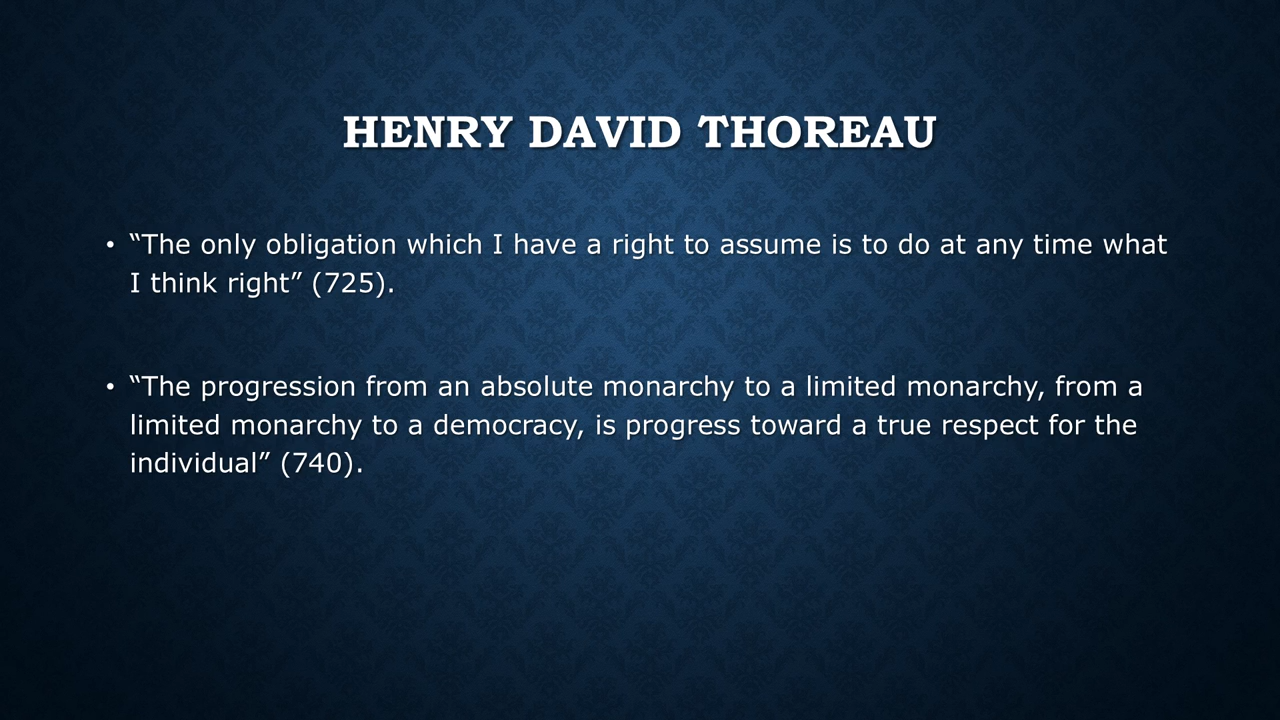 HENRY DAVID THOREAU
• “The only obligation which I have a right to assume is to do at any time what
I think right” (725).
• “The progression from an absolute monarchy to a limited monarchy, from a
limited monarchy to a democracy, is progress toward a true respect for the
individual” (740).